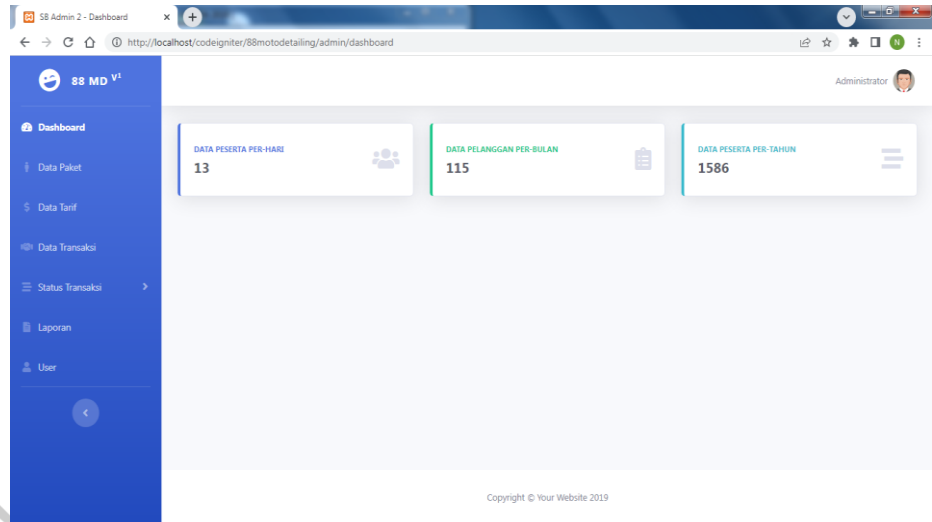 SB Admin 2 - Dashboard
http://localhost/codeigniter/88motodetailing/admin/dashboard
N
88 MD V1
Administrator
Dashboard
Data Paket
Data Tarif
Data Transaksi
Status Transaksi
Laporan
User
DATA PESERTA PER-HARI
13
DATA PELANGGAN PER-BULAN
115
DATA PESERTA PER-TAHUN
1586
Copyright © Your Website 2019